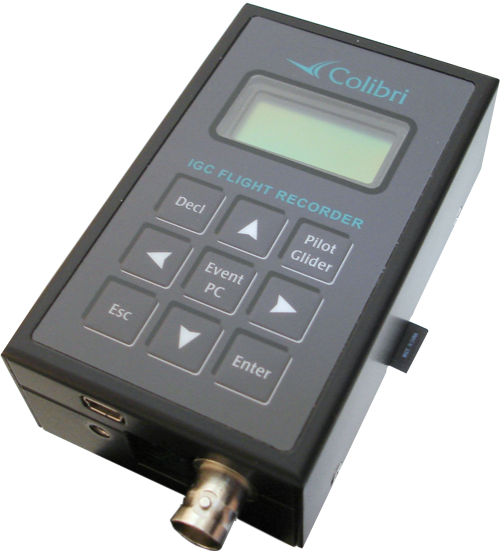 Colibri
IGC FLIGHT RECORDER
Decl
Pilot
Glider
Event
PC
Esc
Enter